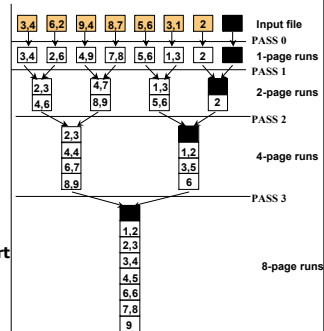 3,4 6,2 9,4 8,7 5,6 3,1 2 Input file
PASS 0
3,4 2,6 4,9 7,8 5,6 1,3 2 1-page runs
PASS 1
2,3 4,7 1,3 2-page runs
4,6 8,9 5,6 2
PASS 2
2,3
4,4 1,2 4-page runs
6,7 3,5
8,9 6
PASS 3
1,2
2,3
3,4
rt
4,5 8-page runs
6,6
7,8
9